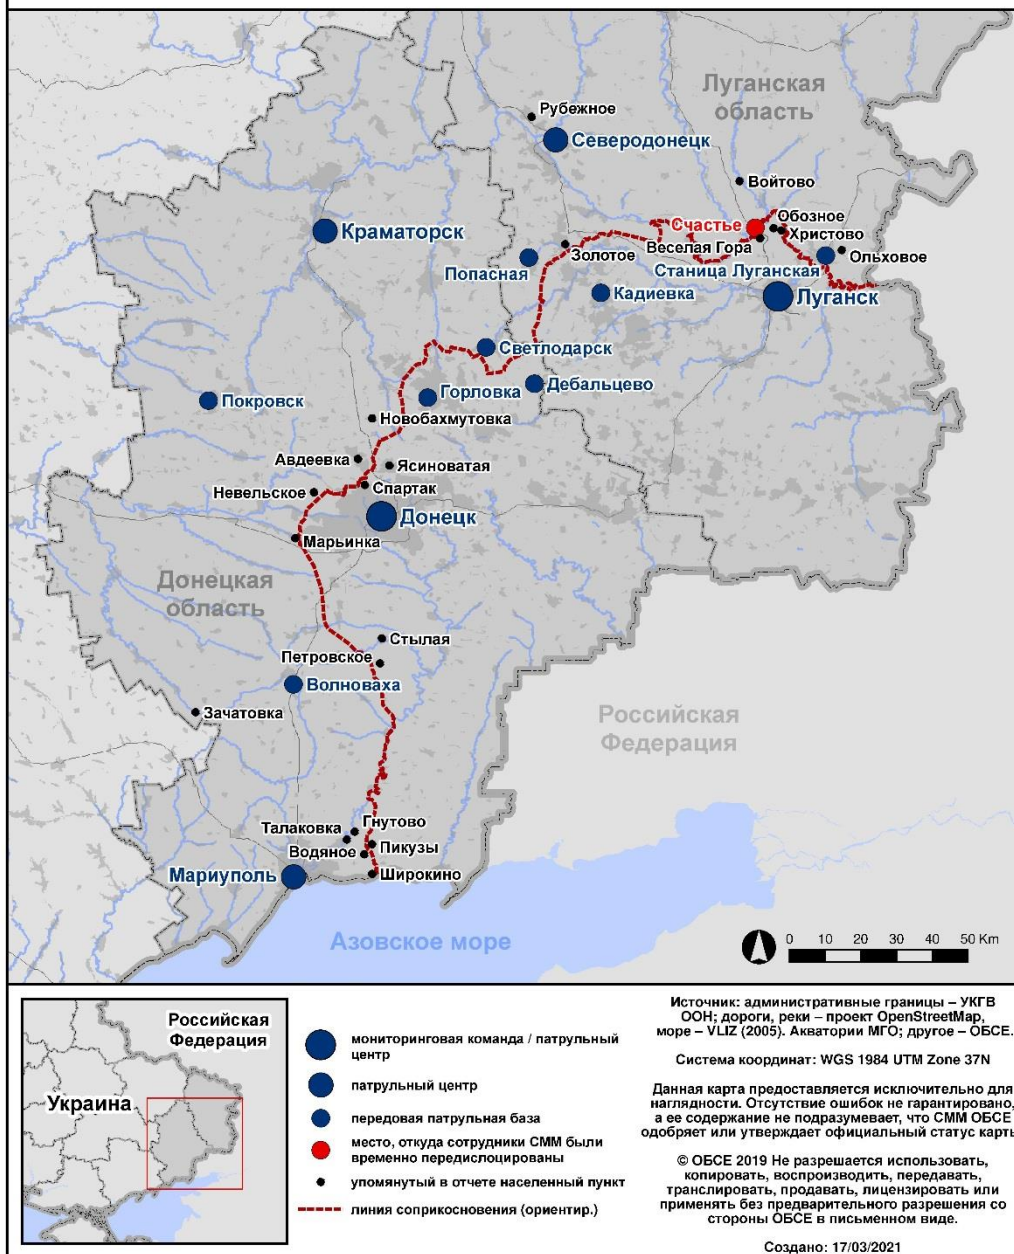 Луганская
область
Рубежное
Северодонецк
Войтово
Обозное
Счастье
Христово
Краматорск
Веселая Гора
Золотое
Ольховое
Попасная
Станица Луганская
Кадиевка
Луганск
Светлодарск
Дебальцево
Горловка
Покровск
Новобахмутовка
Авдеевка
Ясиноватая
Невельское
Спартак
Донецк
Марьинка
Донецкая
область
Стылая
Петровское
Волноваха
Зачатовка
Российская
Федерация
Гнутово
Талаковка
Пикузы
Водяное
Мариуполь
Широкино
Азовское море
0 10 20 30 40 50 Km
Российская
Федерация
Украина
мониторинговая команда / патрульный
центр
патрульный центр
передовая патрульная база
место, откуда сотрудники СММ были
временно передислоцированы
упомянутый в отчете населенный пункт
линия соприкосновения (ориентир.)
Источник: административные границы – УКГВ
ООН; дороги, реки – проект OpenStreetMap,
море – VLIZ (2005). Акватории МГО; другое – ОБСЕ.
Система координат: WGS 1984 UTM Zone 37N
Данная карта предоставляется исключительно для
наглядности. Отсутствие ошибок не гарантировано,
а ее содержание не подразумевает, что СММ ОБСЕ
одобряет или утверждает официальный статус карты
© ОБСЕ 2019 Не разрешается использовать,
копировать, воспроизводить, передавать,
транслировать, продавать, лицензировать или
применять без предварительного разрешения со
стороны ОБСЕ в письменном виде.
Создано: 17/03/2021